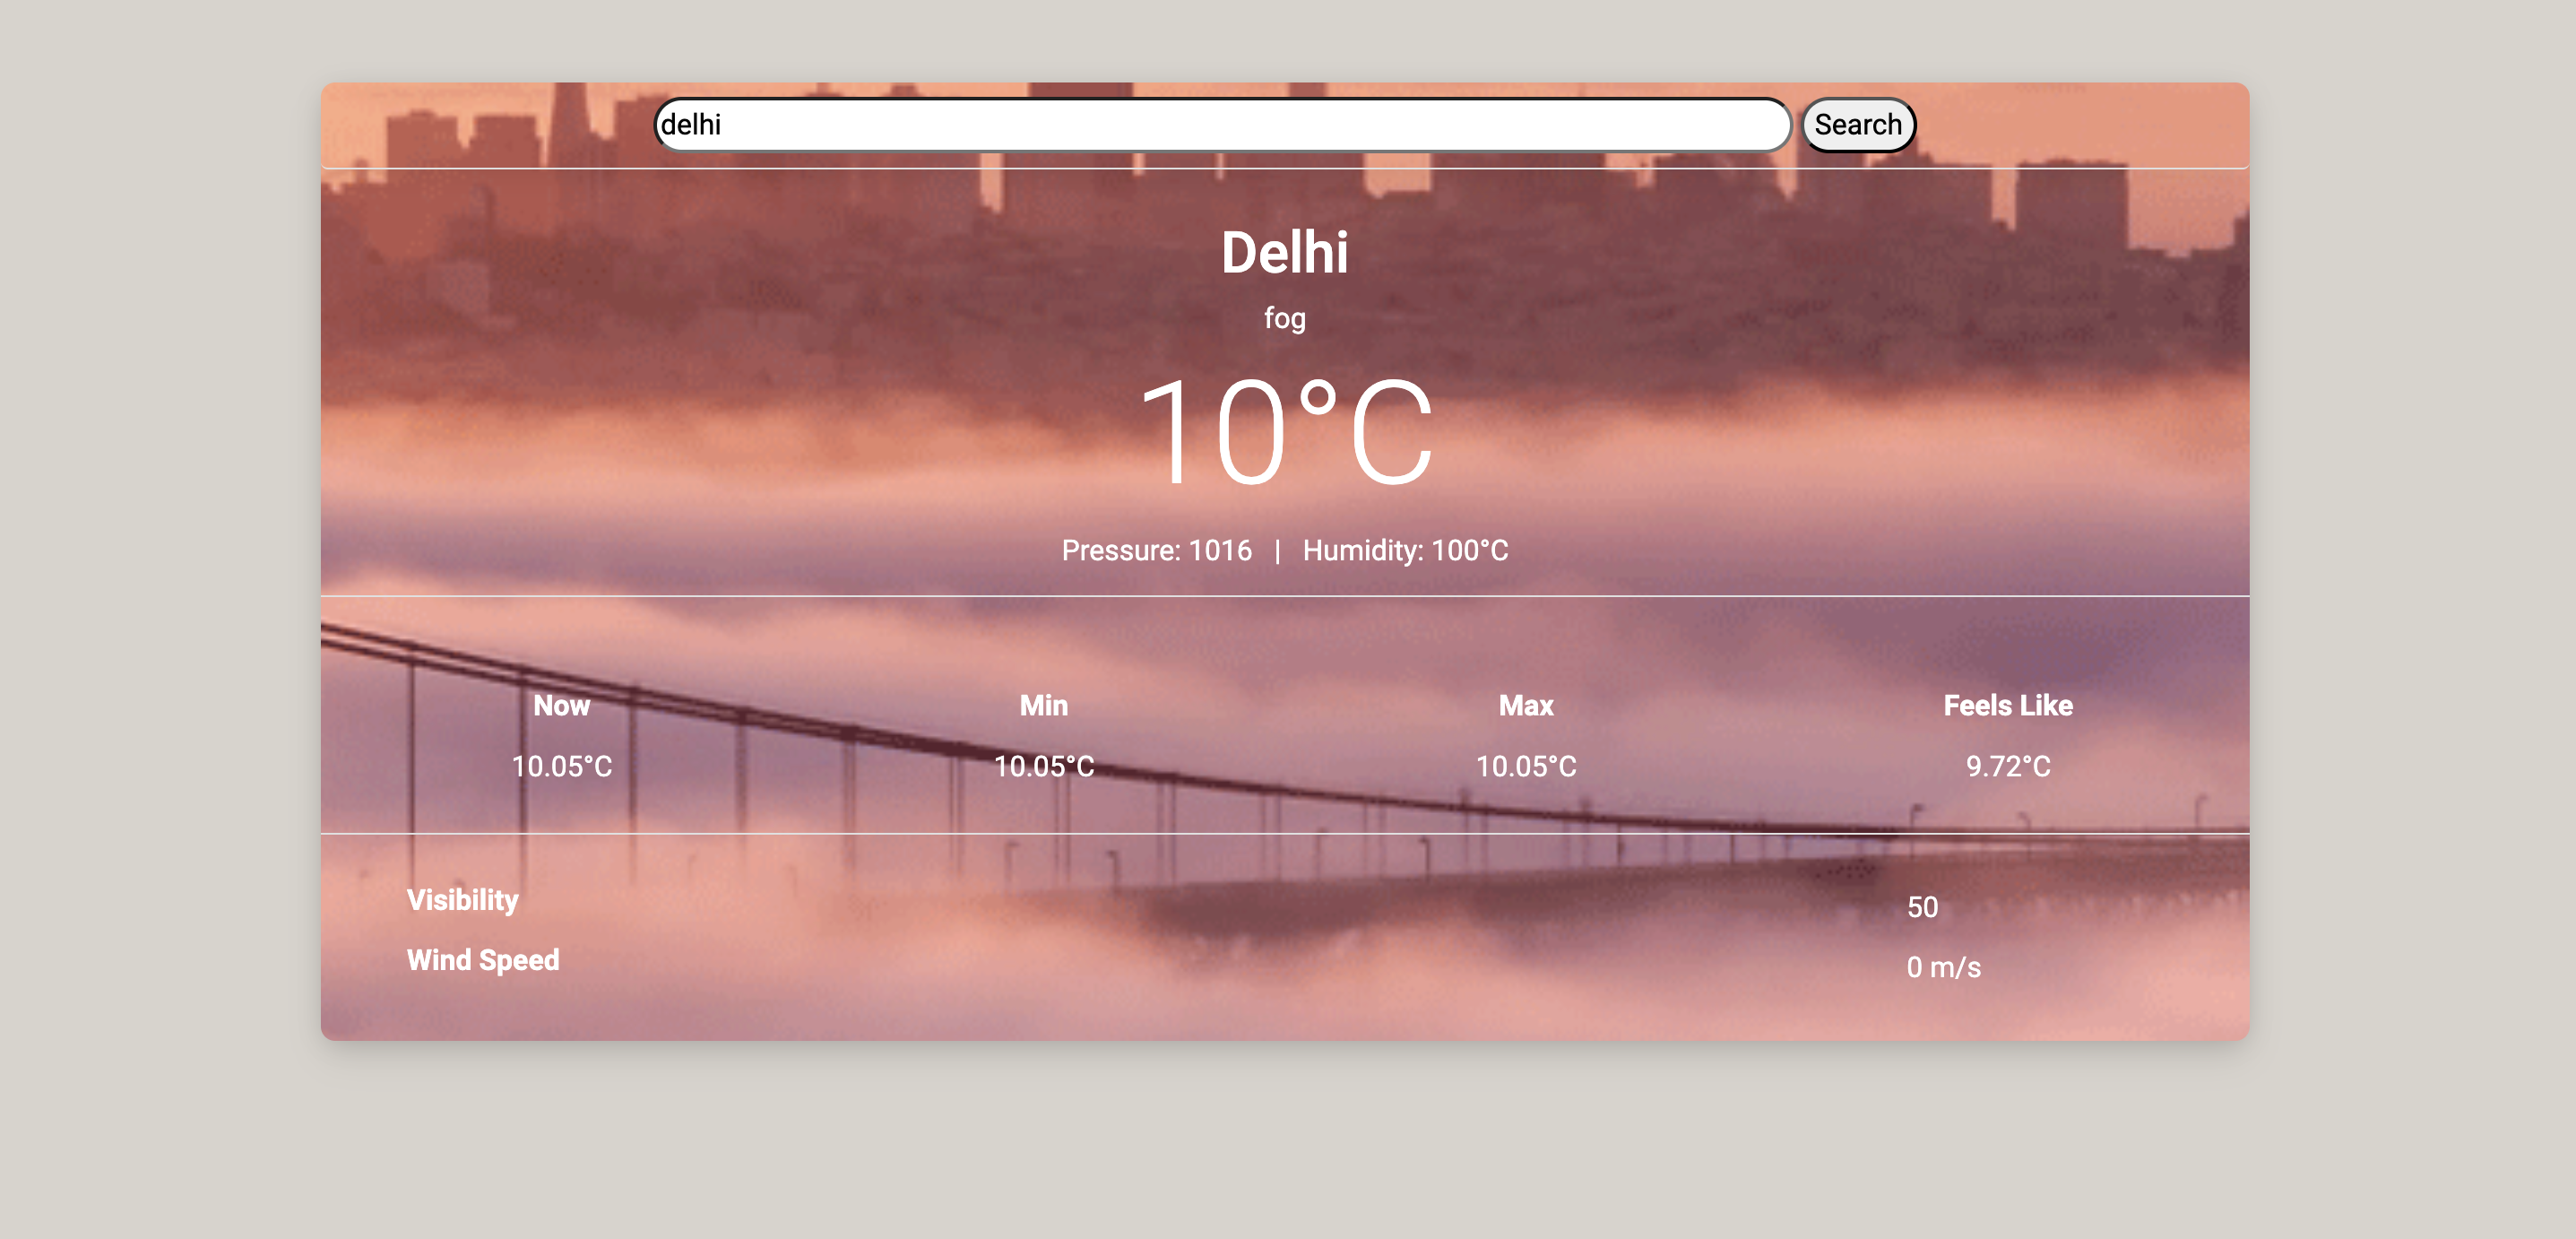 delhi Search
Delhi
fog
10°C
Pressure: 1016 | Humidity: 100°C
Now Min Max Feels Like
10.05°C 10.05°C 10.05°C 9.72°C
Visibility 50
Wind Speed 0 m/s